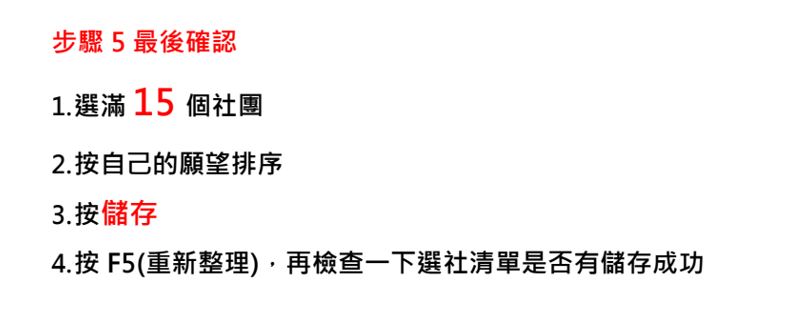 步驟 5 最後確認
1.選滿 15 個社團
2.按自己的願望排序
3.按儲存
4.按 F5(重新整理)，再檢查一下選社清單是否有儲存成功